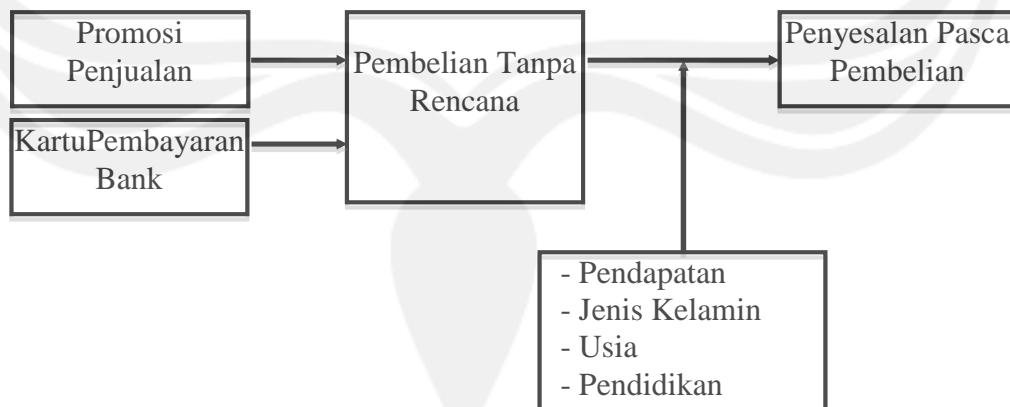 Promosi
Penjualan
KartuPembayaran
Bank
Pembelian Tanpa
Rencana
Penyesalan Pasca
Pembelian
- Pendapatan
- Jenis Kelamin
- Usia
- Pendidikan